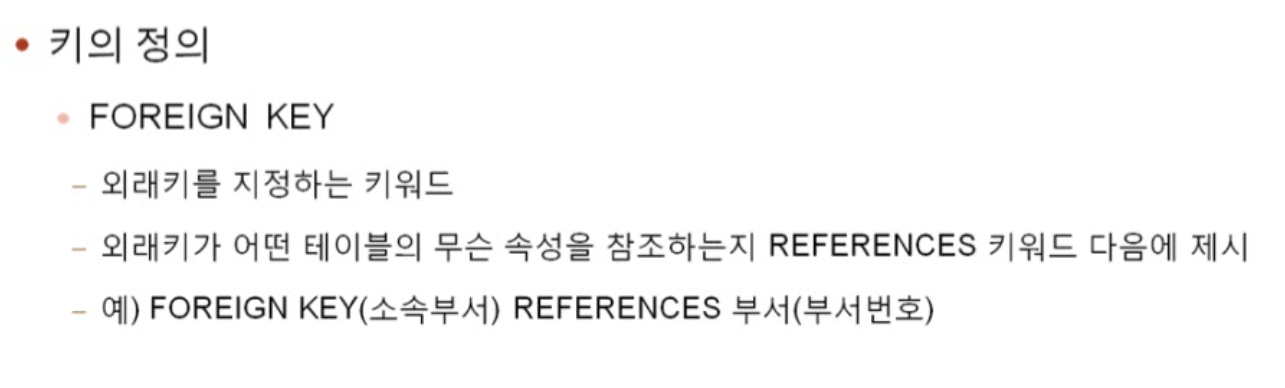 • 키의 정의
• FOREIGN KEY
– 외래키를 지정하는 키워드
– 외래키가 어떤 테이블의 무슨 속성을 참조하는지 REFERENCES 키워드 다음에 제시
– 예) FOREIGN KEY(소속부서) REFERENCES 부서(부서번호)